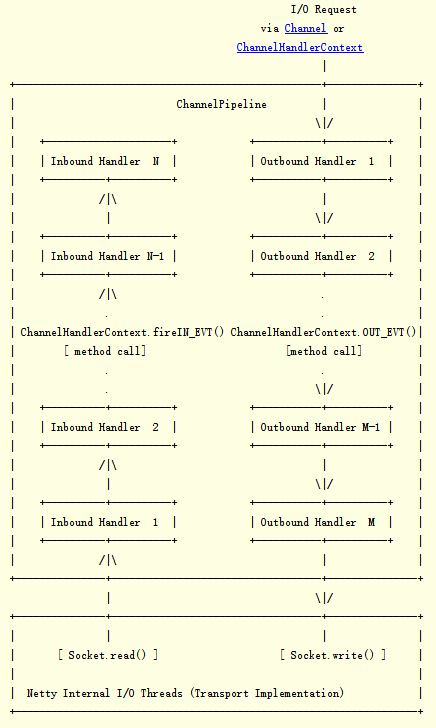 I/O Request
via Channel or
ChannelHandlerContext
ChannelPipeline
Inbound Handler N Outbound Handler 1
Inbound Handler N-1 Outbound Handler 2
ChannelHandlerContext.fireIN_EVT() ChannelHandlerContext.OUT_EVT()
[ method call] [method call]
Inbound Handler 2 Outbound Handler M-1
Inbound Handler 1 Outbound Handler M
[ Socket.read() ] [ Socket.write() ]
Netty Internal I/O Threads (Transport Implementation)